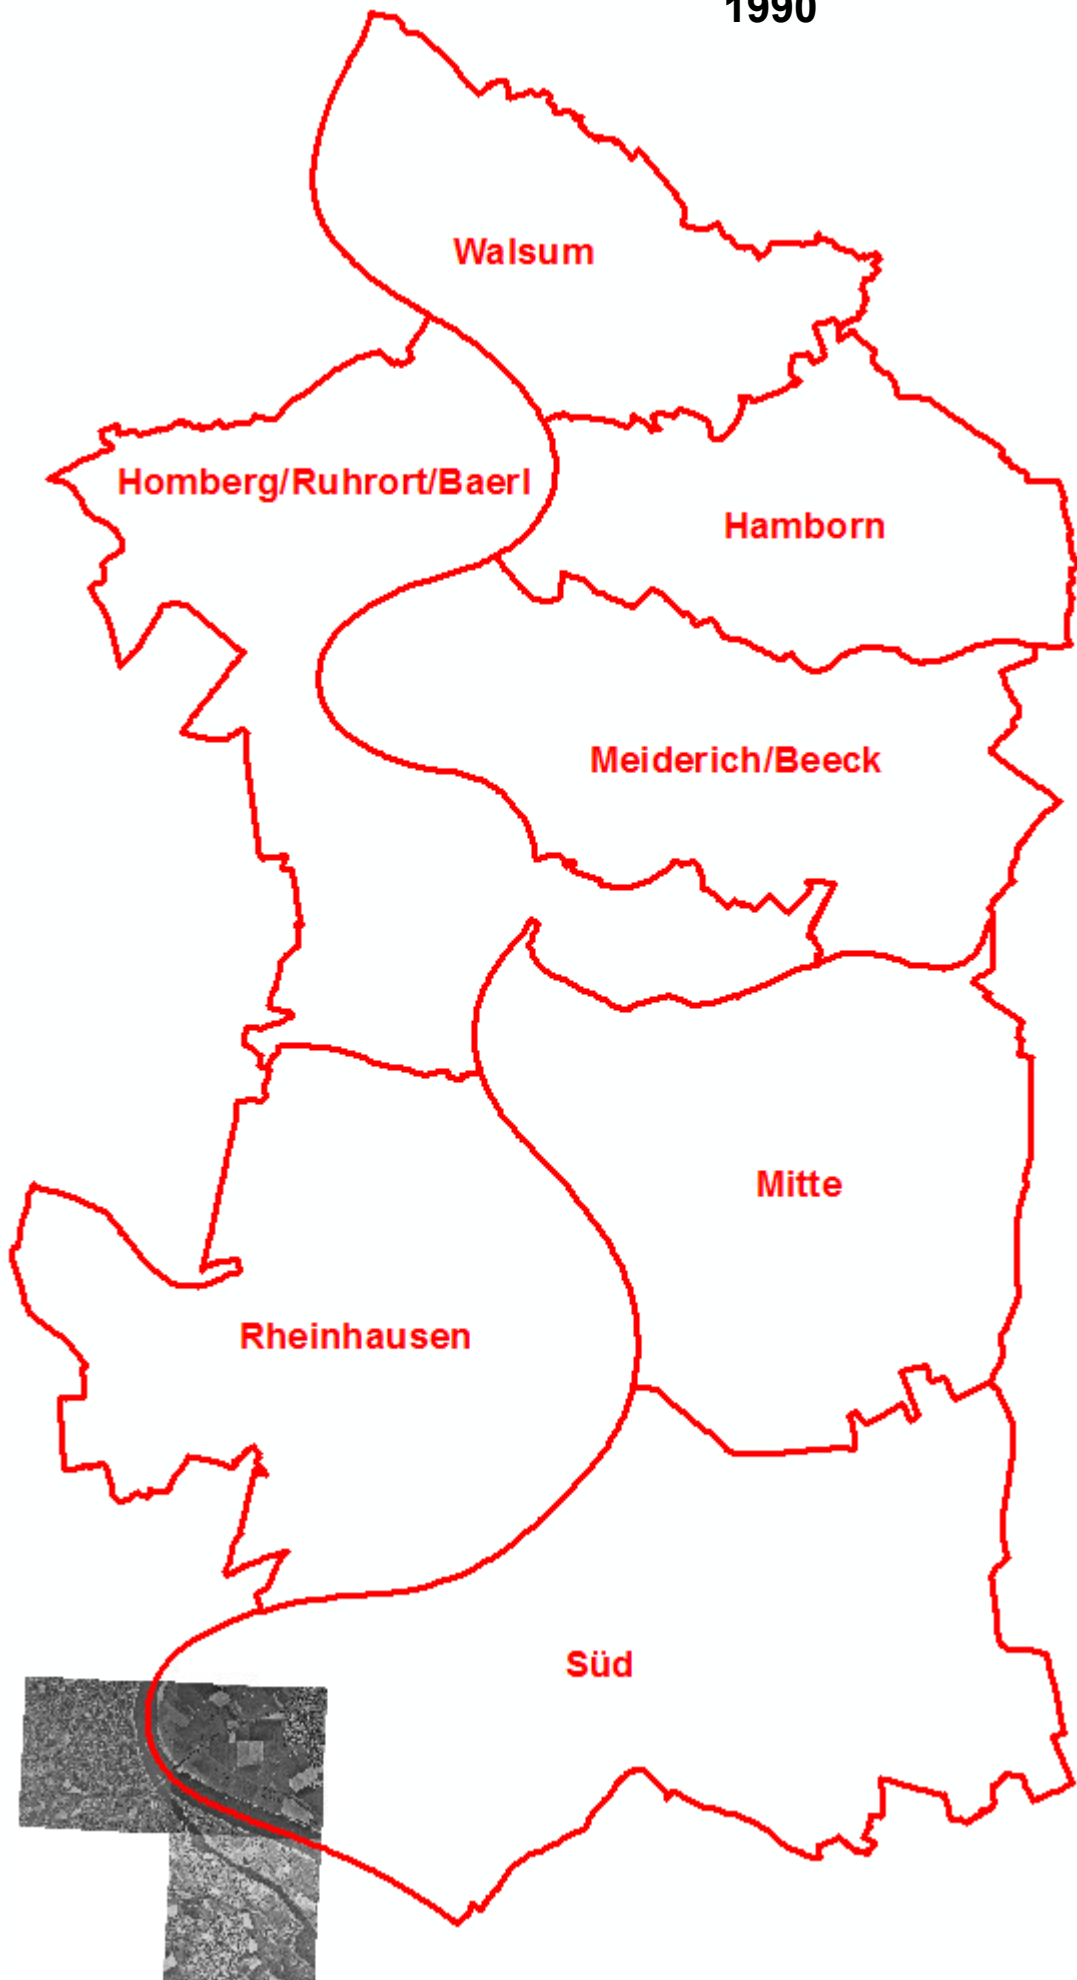 1990
Walsum
Homberg/Ruhrort/Baerl
Hamborn
Meiderich/Beeck
Mitte
Rheinhausen
Süd